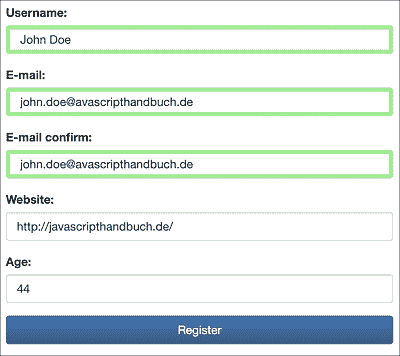 Username:
John Doe
E-mail:
john.doe@avascripthandbuch.de
E-mail confirm:
john.doe@avascripthandbuch.de
Website:
http://javascripthandbuch.de/
Age:
44
Register